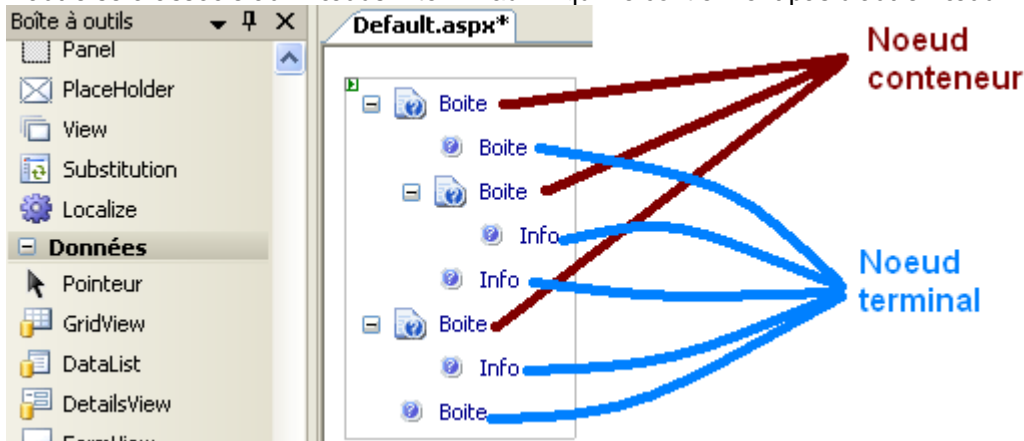 Boîte à outils
Panel
PlaceHolder
View
Substitution
Localize
Données
Pointeur
GridView
DataList
DetailsView
Default.aspx*
Boite
Boite
Boite
Info
Info
Boite
Info
Boite
Noeud
conteneur
Noeud
terminal